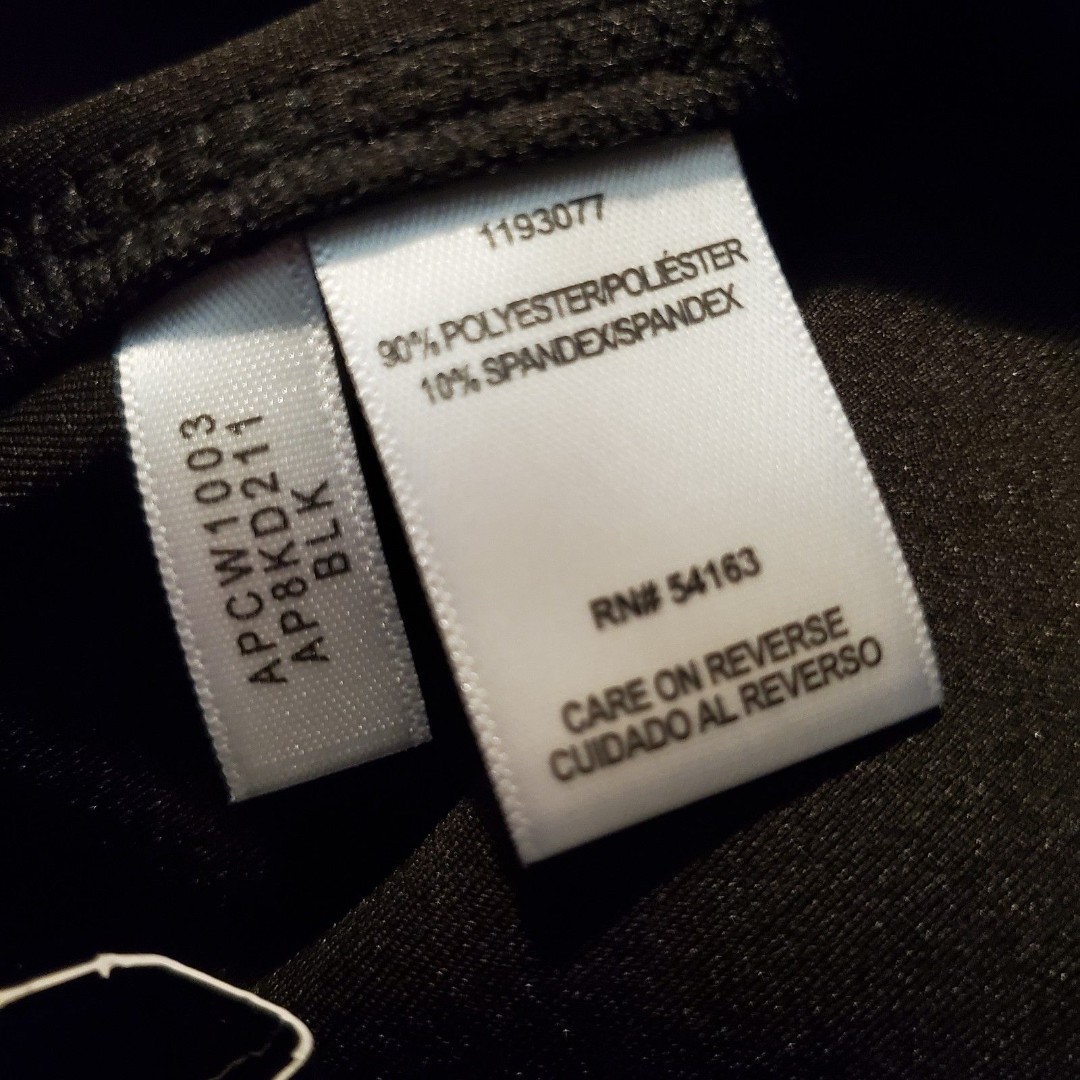 1193077
90% POLYESTER/POLIÉSTER
10% SPANDEX/SPANDEX
RN# 54163
CARE ON REVERSE
CUIDADO AL REVERSO
APCW1003
AP8KD211
BLK